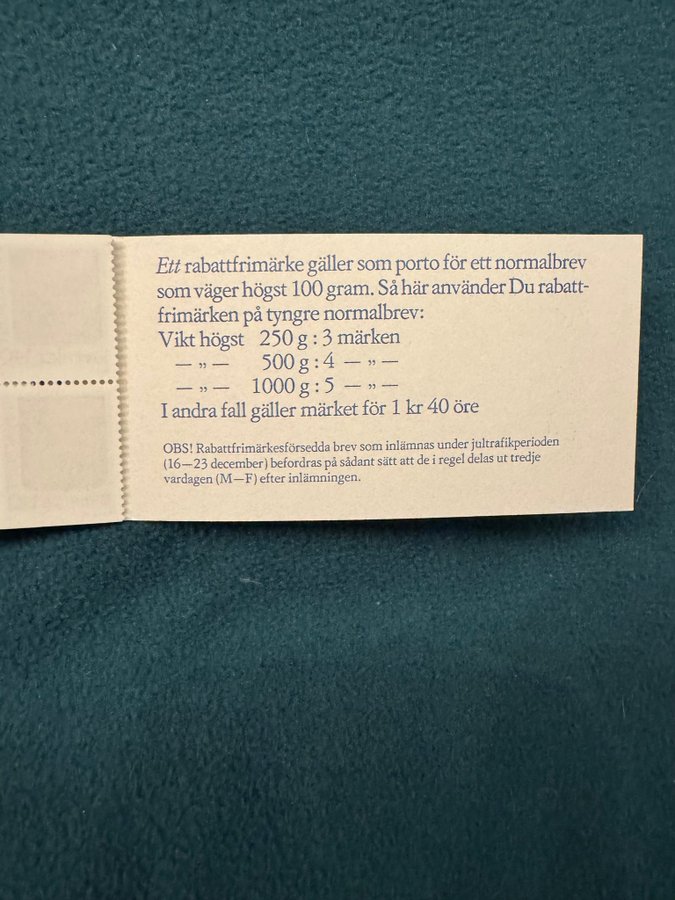 Ett rabattfrimärke gäller som porto för ett normalbrev
som väger högst 100 gram. Så här använder Du rabatt-
frimärken på tyngre normalbrev:
Vikt högst 250 g : 3 märken
— „ — 500 g : 4 — „ —
— „ — 1000 g : 5 — „ —
I andra fall gäller märket för 1 kr 40 öre
OBS! Rabattfrimärkesförsedda brev som inlämnas under jultrafikperioden
(16—23 december) befordras på sådant sätt att de i regel delas ut tredje
vardagen (M—F) efter inlämningen.